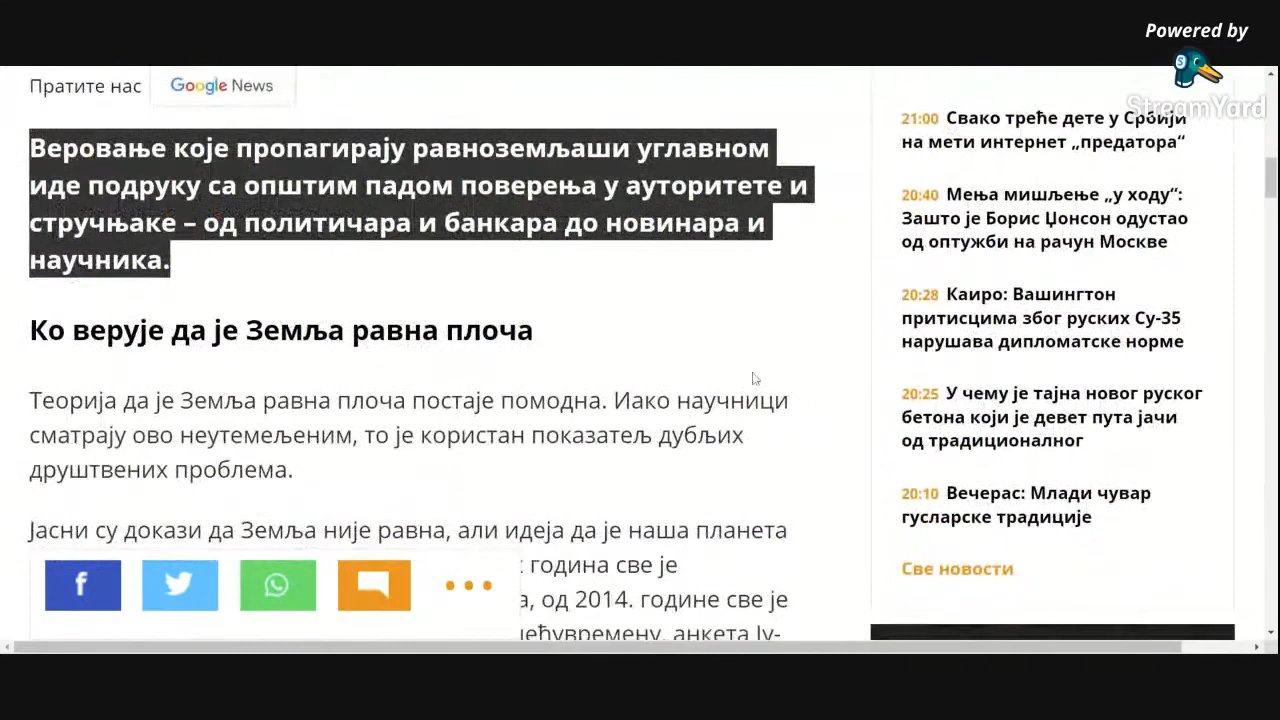 Powered by
StreamYard
Пратите нас
Google News
Веровање које пропагирају равноземљаши углавном
иде подруку са општим падом поверења у ауторитете и
стручњаке – од политичара и банкара до новинара и
научника.
Ко верује да је Земља равна плоча
Теорија да је Земља равна плоча постаје помодна. Иако научници
сматрају ово неутемељеним, то је користан показатељ дубљих
друштвених проблема.
Јасни су докази да Земља није равна, али идеја да је наша планета
година све је
од 2014. године све је
анкета Ју-
21:00 Свако треће дете у Србији
на мети интернет „предатора“
20:40 Мења мишљење „у ходу“:
Зашто је Борис Џонсон одустао
од оптужби на рачун Москве
20:28 Каиро: Вашингтон
притисцима због руских Су-35
нарушава дипломатске норме
20:25 У чему је тајна новог руског
бетона који је девет пута јачи
од традиционалног
20:10 Вечерас: Млади чувар
гусларске традиције
Све новости